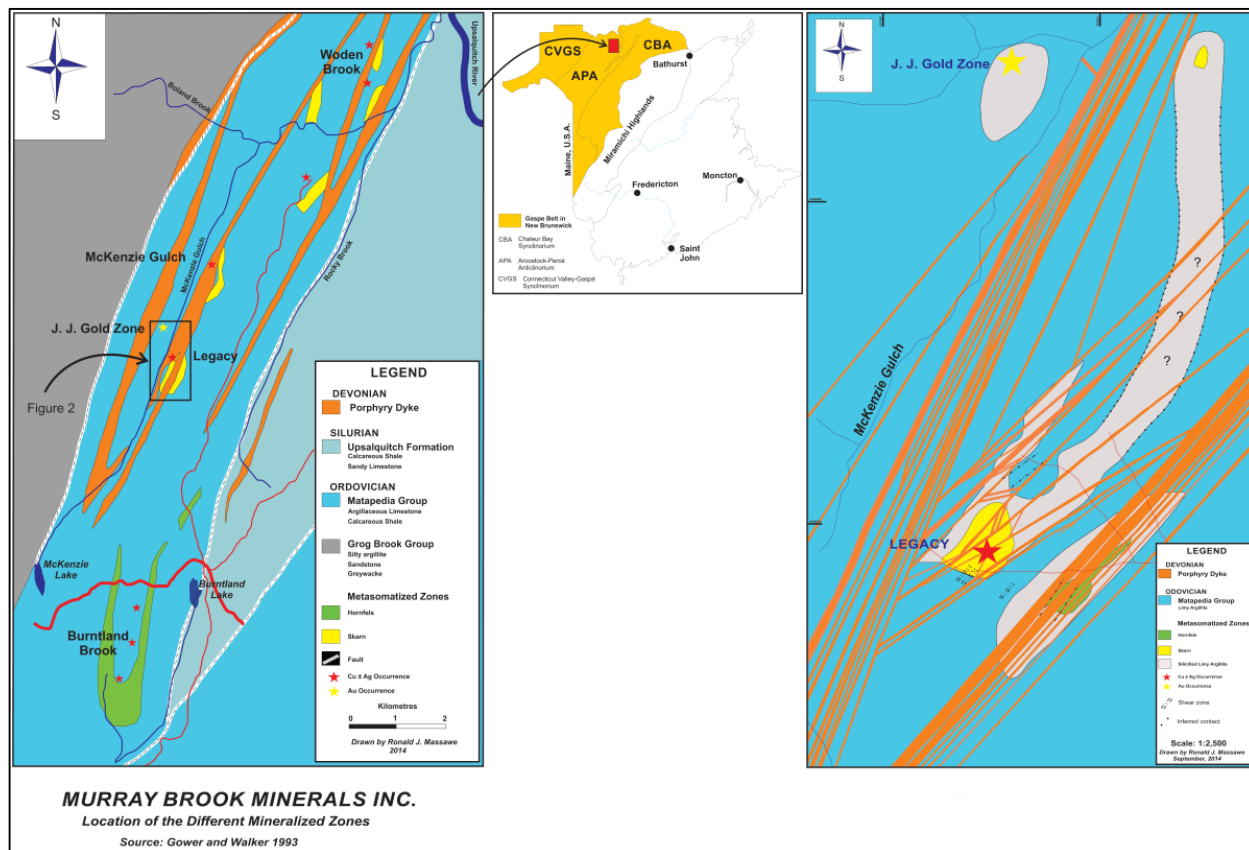 N
S
Woden
Brook
Upsalquitch River
Boland Brook
McKenzie Gulch
McKenzie Gulch
Rocky Brook
J. J. Gold Zone
Legacy
Figure 2
McKenzie
Lake
Burntland
Lake
Burntland
Brook
LEGEND
DEVONIAN
Porphyry Dyke
SILURIAN
Upsalquitch Formation
Calcareous Shale
Sandy Limestone
ORDOVICIAN
Matapedia Group
Argillaceous Limestone
Calcareous Shale
Grog Brook Group
Silty argillite
Sandstone
Greywacke
Metasomatized Zones
Hornfels
Skarn
Fault
Cu ± Ag Occurrence
Au Occurrence
Kilometres
0 1 2
Drawn by Ronald J. Massawe
2014
CVGS
CBA
APA
Bathurst
Maine, U.S.A.
Miramichi Highlands
Fredericton
Moncton
Saint
John
Gaspe Belt in
New Brunswick
CBA Chaleur Bay
Synclinorium
APA Aroostock-Percé
Anticlinorium
CVGS Connecticut Valley-Gaspé
Synclinorium
N
S
J. J. Gold Zone
McKenzie Gulch
?
?
?
LEGACY
LEGEND
DEVONIAN
Porphyry Dyke
ODOVICIAN
Matapedia Group
Limy Argillite
Metasomatized Zones
Hornfels
Skarn
Silicified Limy Argillite
Cu ± Ag Occurrence
Au Occurrence
Shear zone
Inferred contact
Scale: 1:2,500
Drawn by Ronald J. Massawe
September, 2014
MURRAY BROOK MINERALS INC.
Location of the Different Mineralized Zones
Source: Gower and Walker 1993